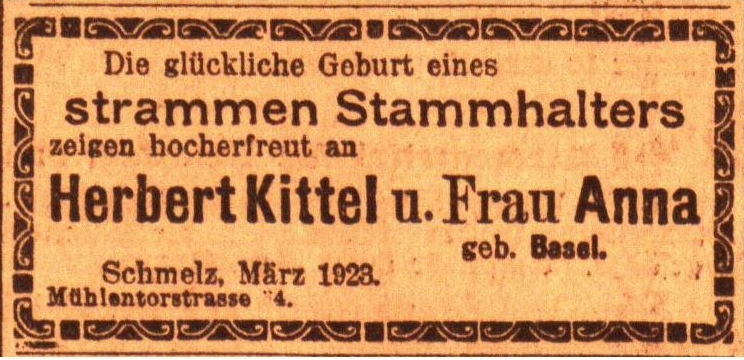 Die glückliche Geburt eines
strammen Stammhalters
zeigen hocherfreut an
Herbert Kittel u. Frau Anna
geb. Basel.
Schmelz, März 1923.
Mühlentorstrasse 4.